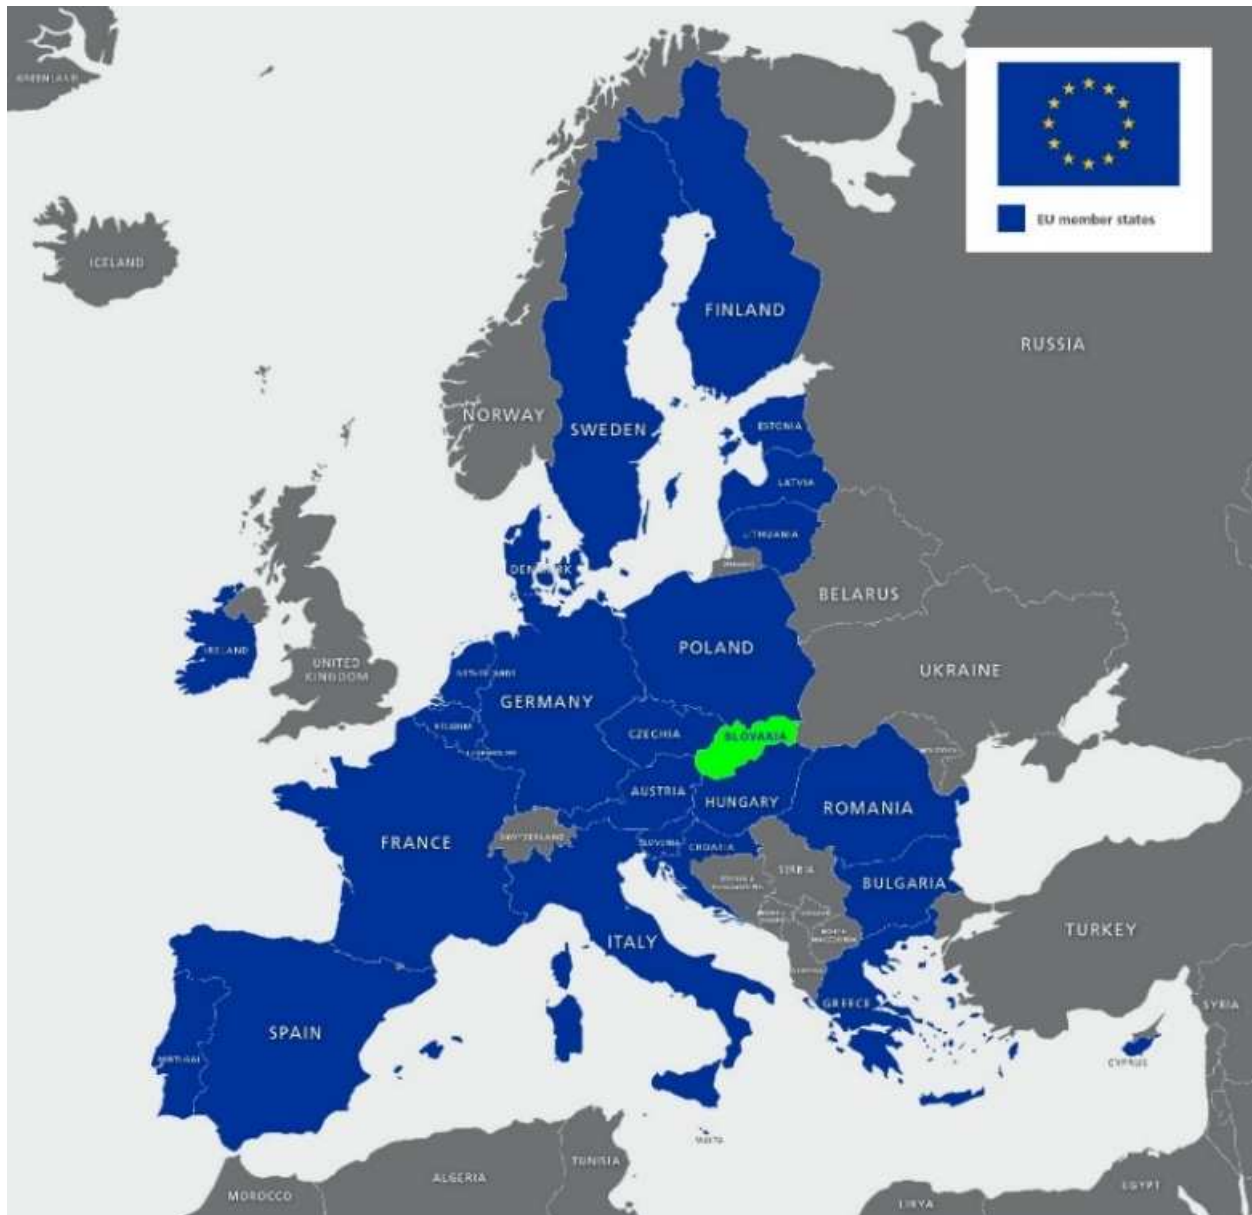 GREENLAND
EU member states
ICELAND
FINLAND
RUSSIA
NORWAY
SWEDEN
ESTONIA
LATVIA
LITHUANIA
DENMARK
BELARUS
IRELAND
UNITED
KINGDOM
POLAND
UKRAINE
GERMANY
CZECHIA
SLOVAKIA
AUSTRIA
HUNGARY
ROMANIA
FRANCE
SWITZERLAND
SLOVENIA
CROATIA
SERBIA
BULGARIA
ITALY
TURKEY
GREECE
SPAIN
PORTUGAL
SYRIA
CYPRUS
MALTA
TUNISIA
ALGERIA
MOROCCO
LIBYA
EGYPT